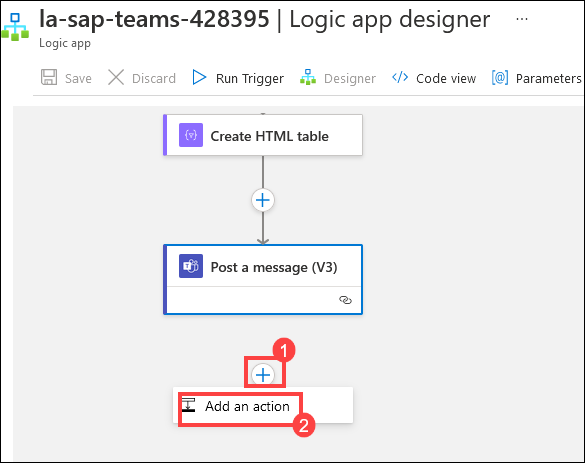 la-sap-teams-428395 | Logic app designer ...
Logic app
Save Discard Run Trigger Designer Code view Parameters
Create HTML table
Post a message (V3)
1
Add an action
2